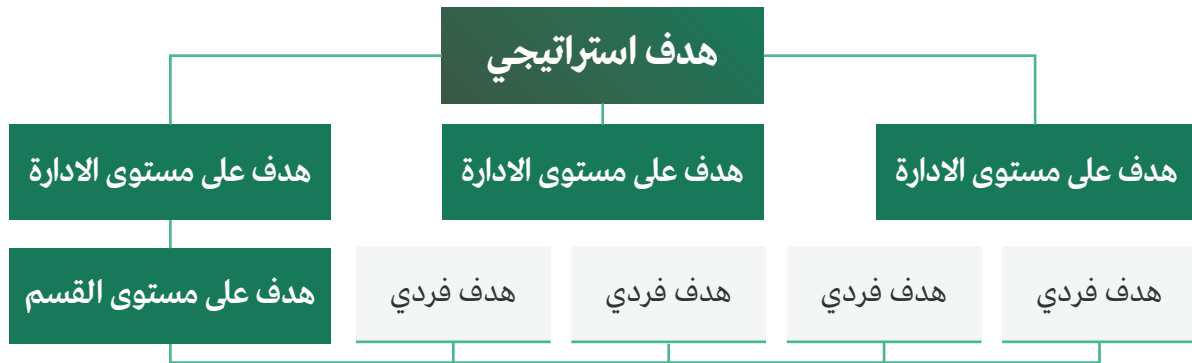 هدف استراتيجي
هدف على مستوى الادارة
هدف على مستوى الادارة
هدف على مستوى الادارة
هدف فردي
هدف فردي
هدف فردي
هدف فردي
هدف على مستوى القسم